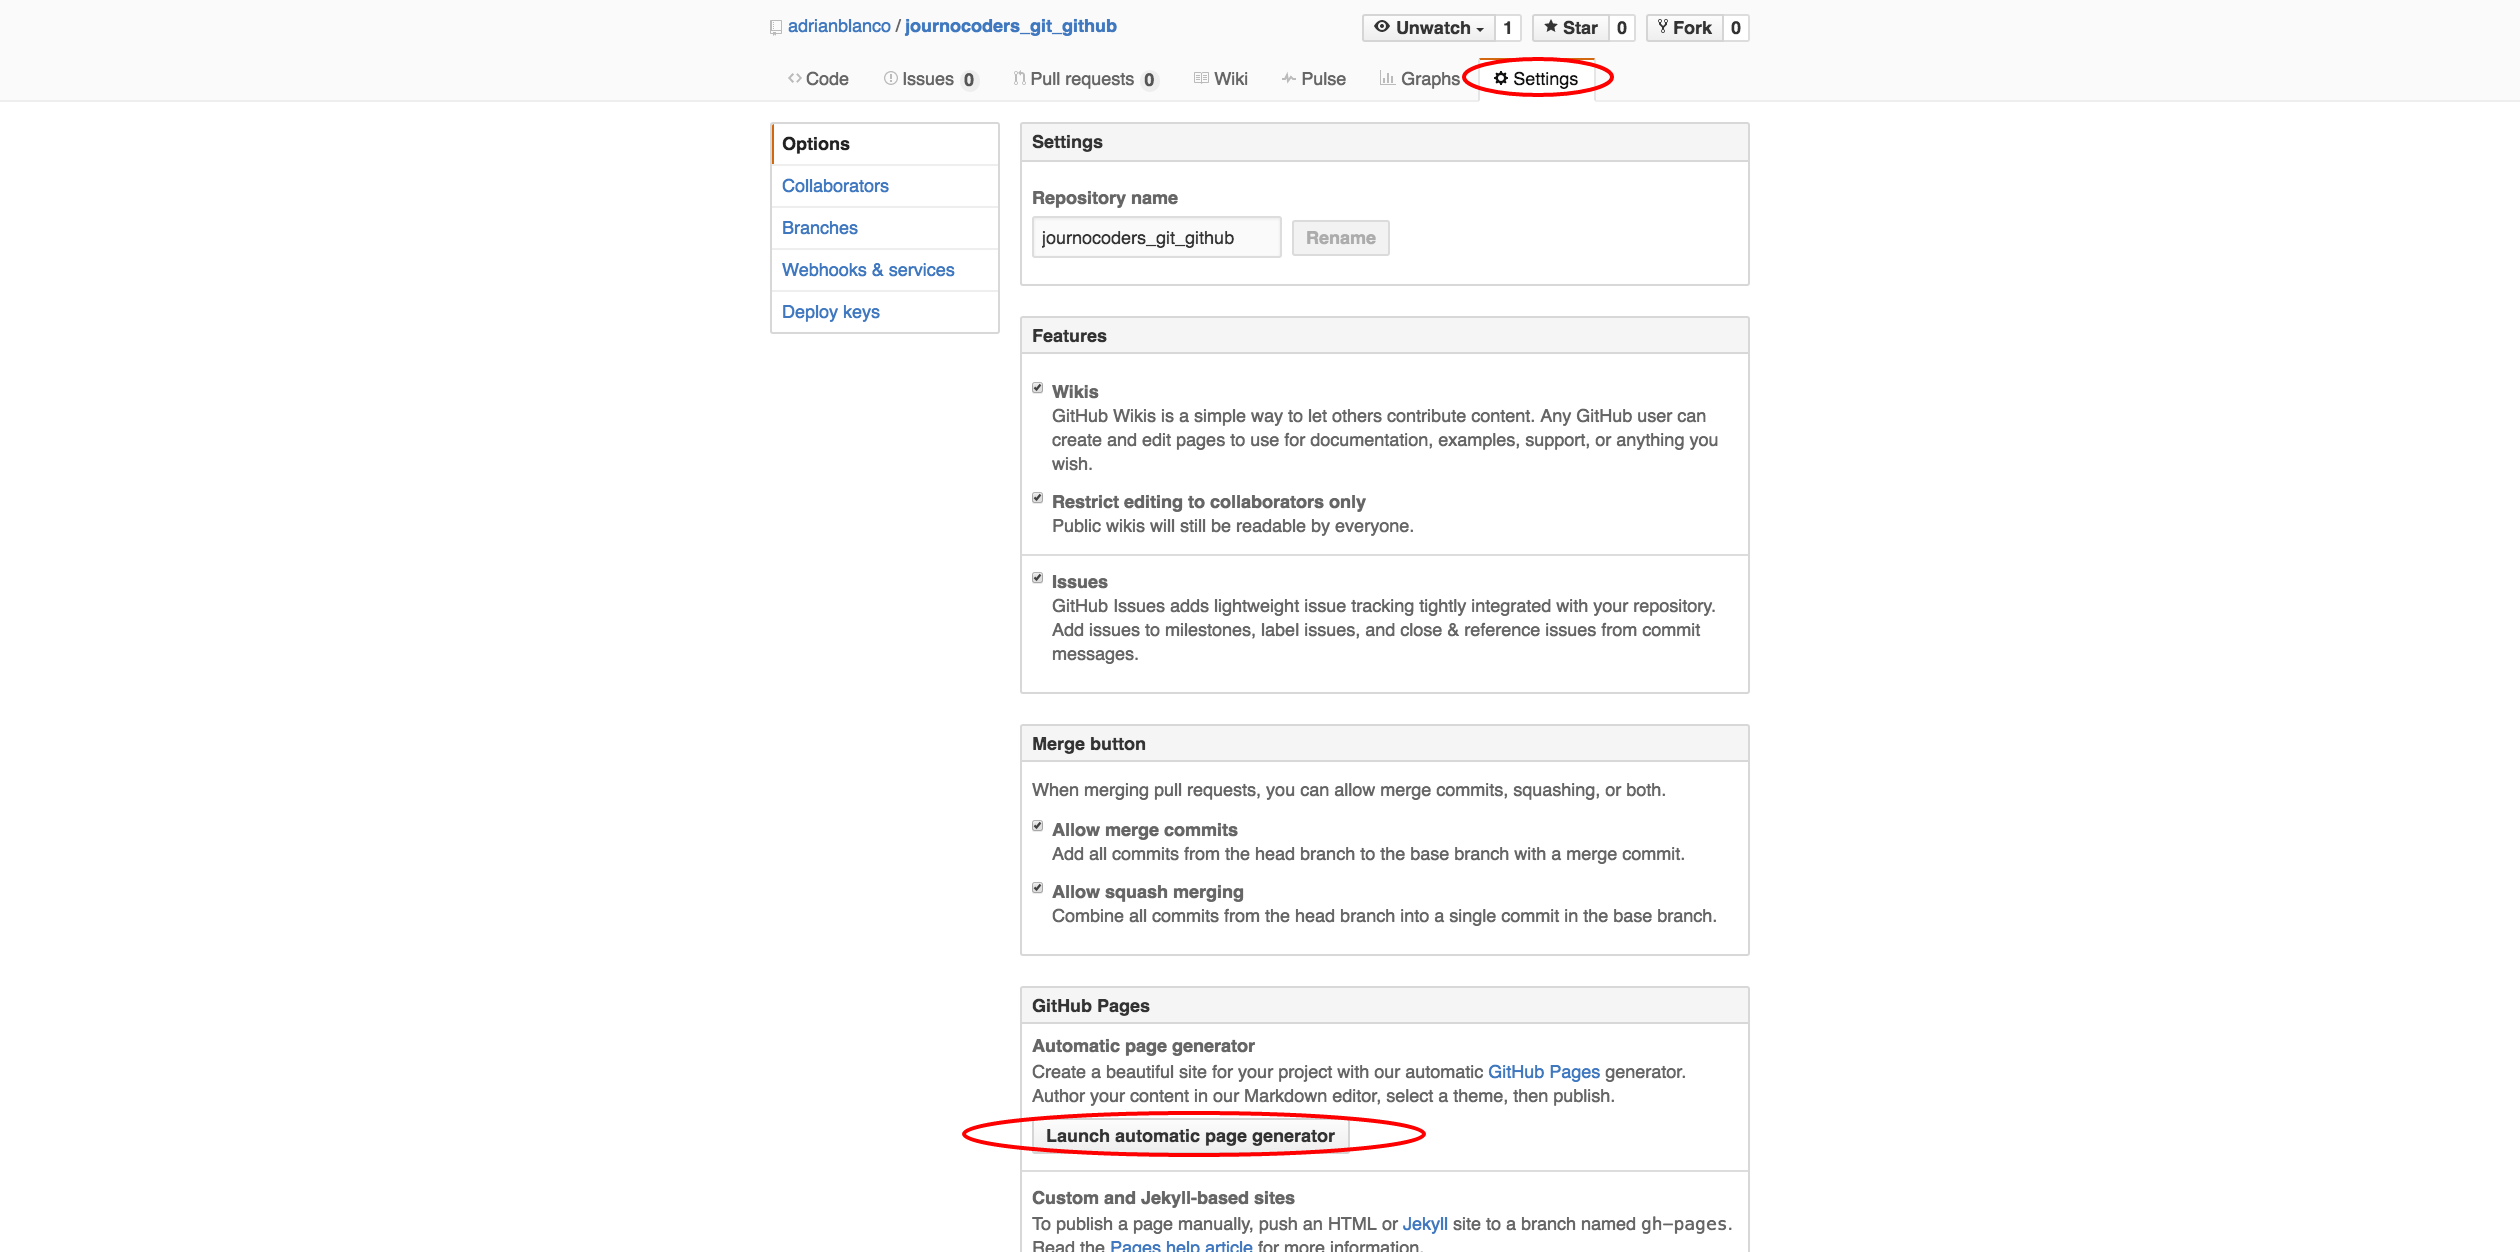 adrianblanco / journocoders_git_github
Unwatch 1 Star 0 Fork 0
Code Issues 0 Pull requests 0 Wiki Pulse Graphs Settings
Options
Collaborators
Branches
Webhooks & services
Deploy keys
Settings
Repository name
journocoders_git_github Rename
Features
Wikis
GitHub Wikis is a simple way to let others contribute content. Any GitHub user can
create and edit pages to use for documentation, examples, support, or anything you
wish.
Restrict editing to collaborators only
Public wikis will still be readable by everyone.
Issues
GitHub Issues adds lightweight issue tracking tightly integrated with your repository.
Add issues to milestones, label issues, and close & reference issues from commit
messages.
Merge button
When merging pull requests, you can allow merge commits, squashing, or both.
Allow merge commits
Add all commits from the head branch to the base branch with a merge commit.
Allow squash merging
Combine all commits from the head branch into a single commit in the base branch.
GitHub Pages
Automatic page generator
Create a beautiful site for your project with our automatic GitHub Pages generator.
Author your content in our Markdown editor, select a theme, then publish.
Launch automatic page generator
Custom and Jekyll-based sites
To publish a page manually, push an HTML or Jekyll site to a branch named gh-pages.
Read the Pages help article for more information.